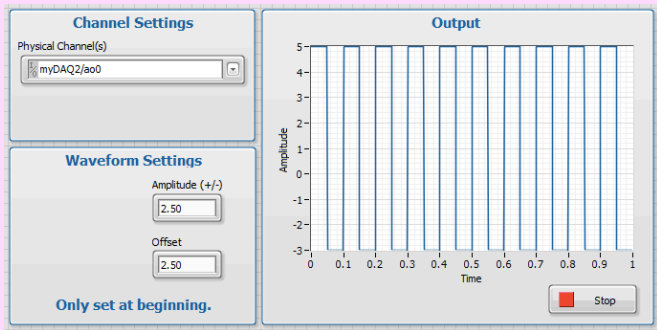 Channel Settings
Physical Channel(s)
I/O myDAQ2/ao0
Waveform Settings
Amplitude (+/-)
2.50
Offset
2.50
Only set at beginning.
Output
Amplitude
5
4
3
2
1
0
-1
-2
-3
0 0.1 0.2 0.3 0.4 0.5 0.6 0.7 0.8 0.9 1
Time
Stop